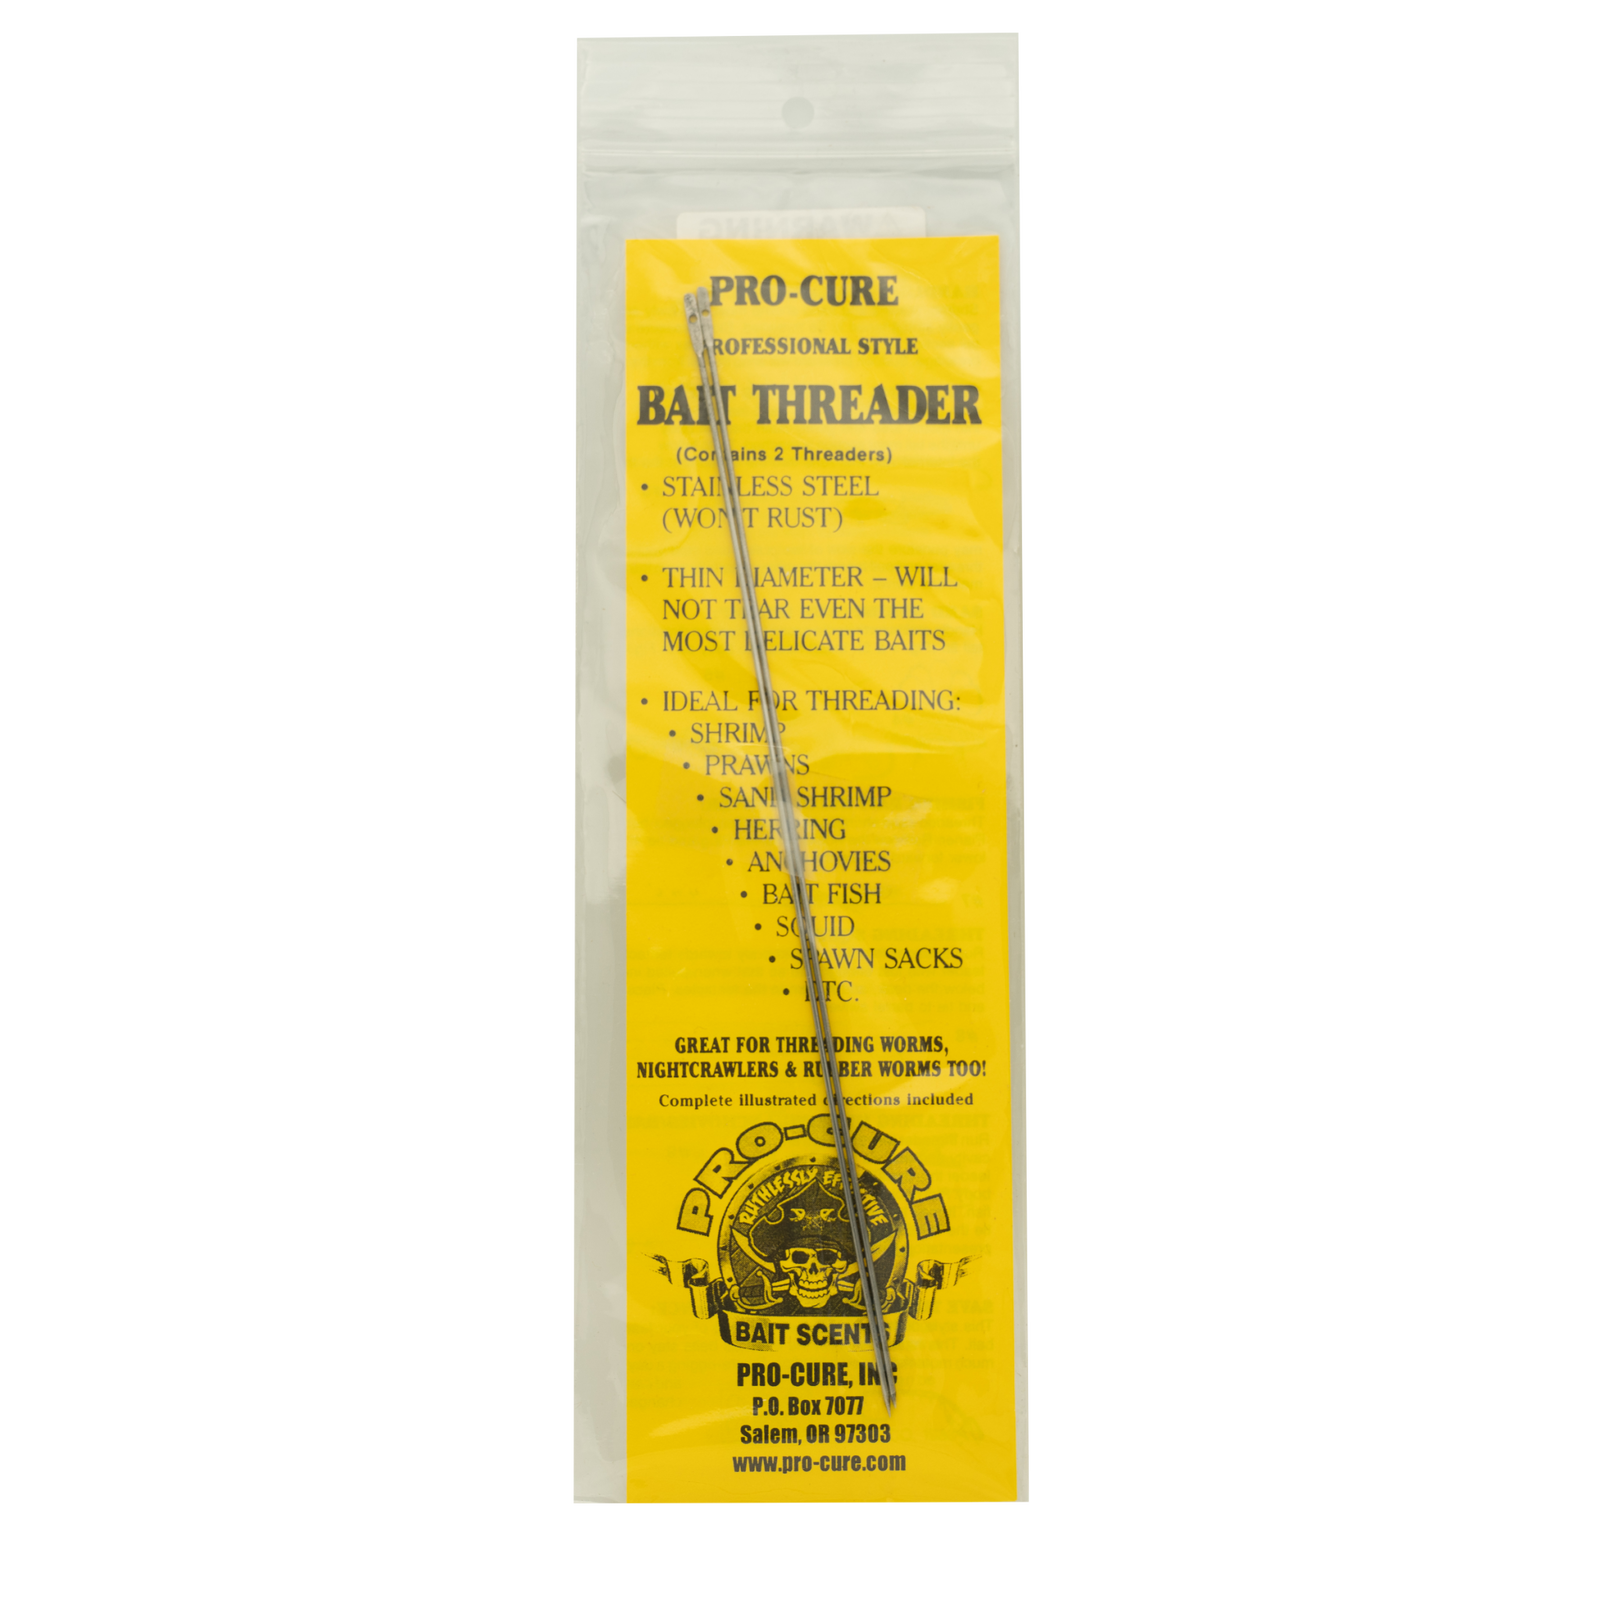 WARNING
PRO-CURE
PROFESSIONAL STYLE
BAIT THREADER
(Contains 2 Threaders)
• STAINLESS STEEL
(WON'T RUST)
• THIN DIAMETER – WILL
NOT TEAR EVEN THE
MOST DELICATE BAITS
• IDEAL FOR THREADING:
• SHRIMP
• PRAWNS
• SAND SHRIMP
• HERRING
• ANCHOVIES
• BAIT FISH
• SQUID
• SPAWN SACKS
• ETC.
GREAT FOR THREADING WORMS,
NIGHTCRAWLERS & RUBBER WORMS TOO!
Complete illustrated directions included
PRO-CURE
RUTHLESSLY EFFECTIVE
BAIT SCENTS
PRO-CURE, INC
P.O. Box 7077
Salem, OR 97303
www.pro-cure.com